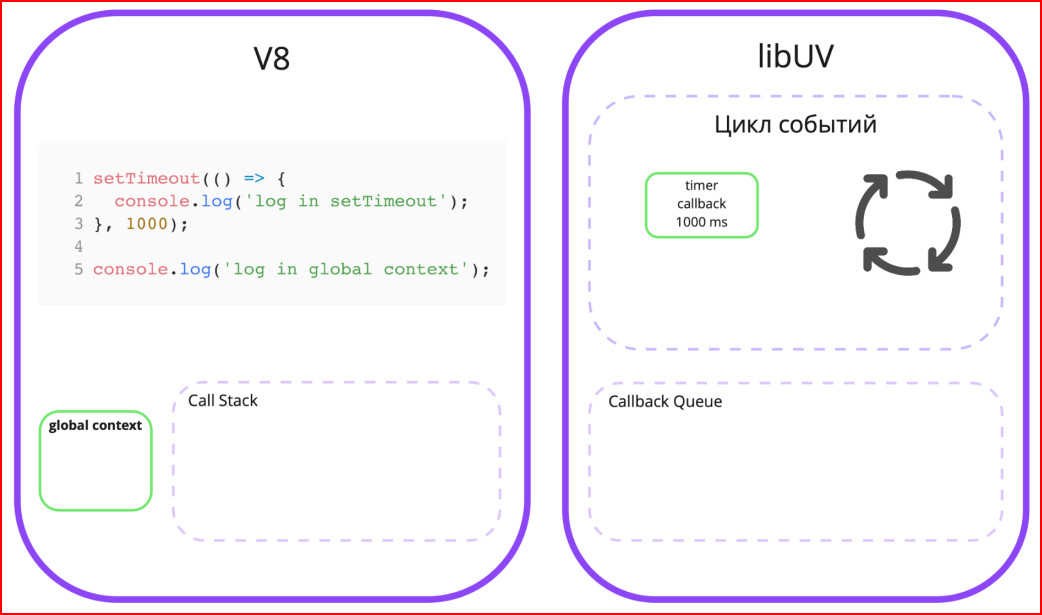 V8
1 setTimeout(() => {
2   console.log('log in setTimeout');
3 }, 1000);
4
5 console.log('log in global context');
global context
Call Stack
libUV
Цикл событий
timer
callback
1000 ms
Callback Queue